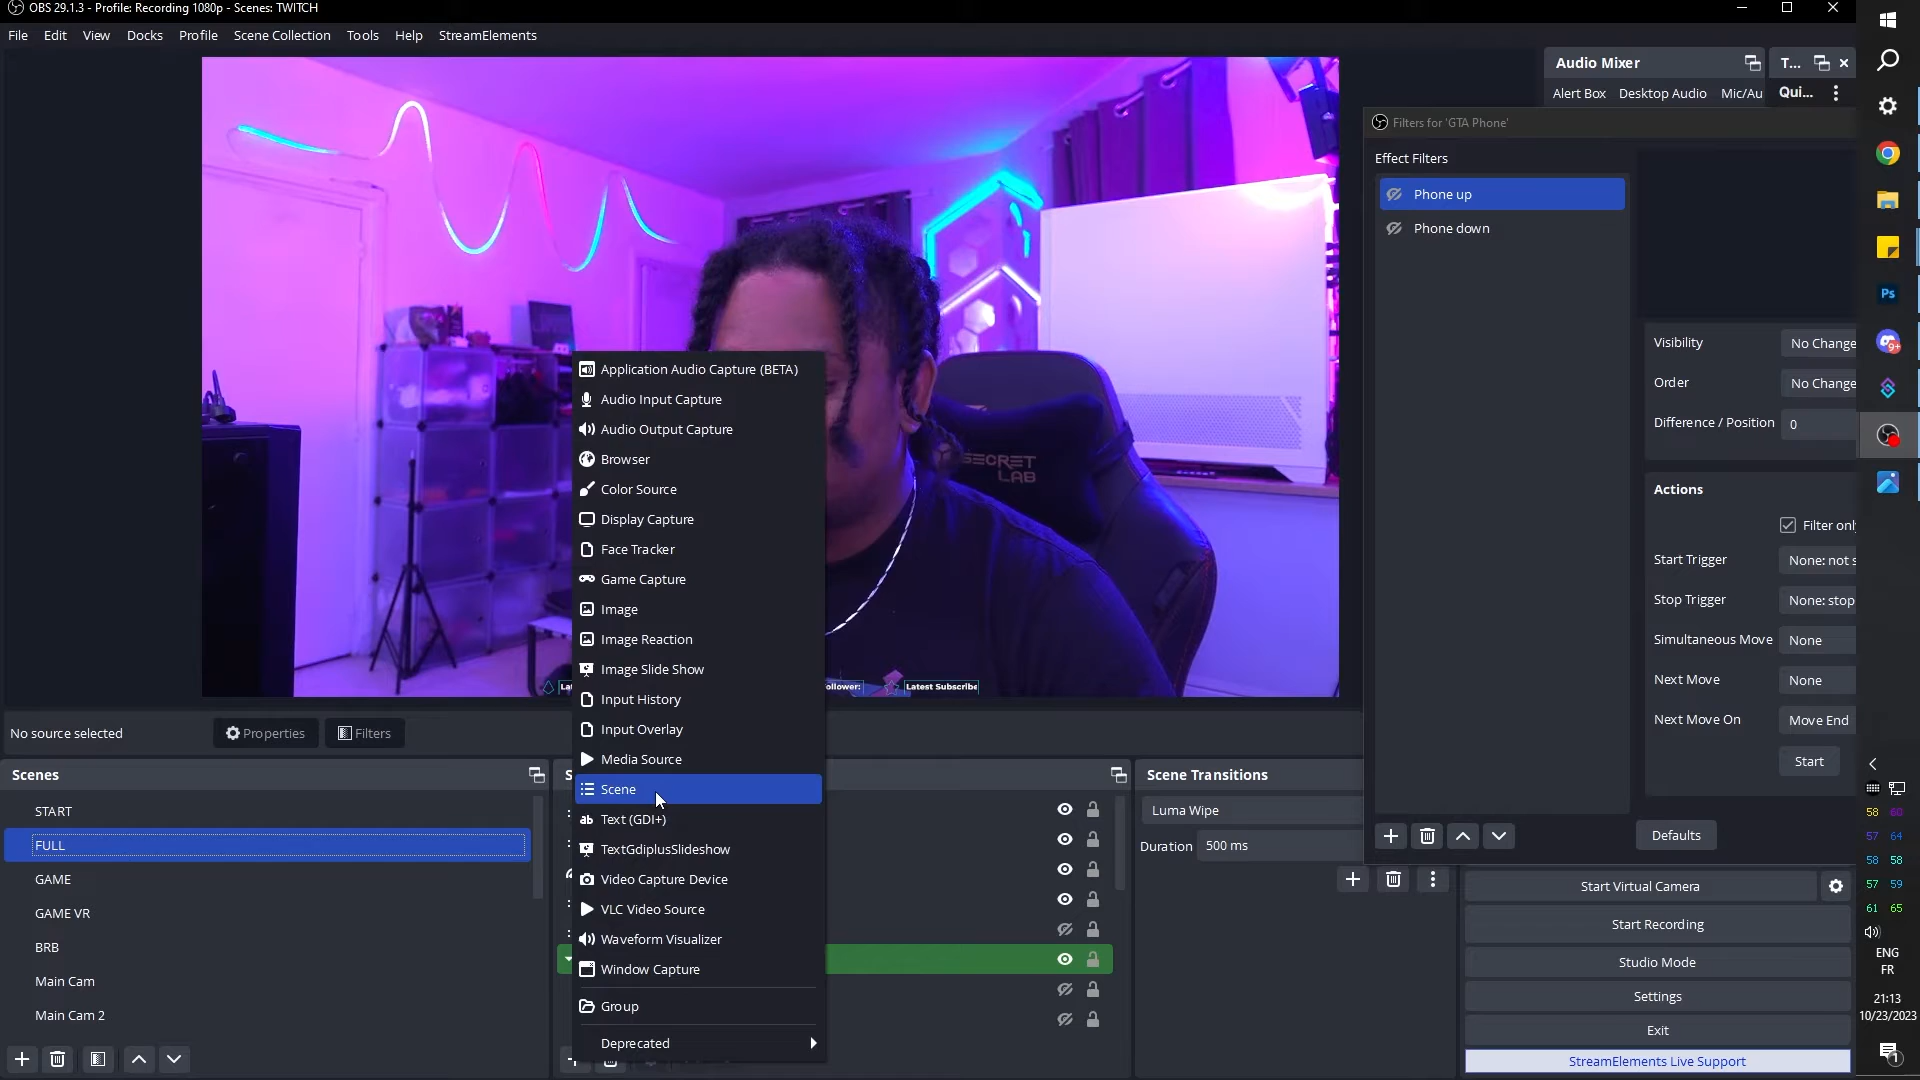 OBS 29.1.3 - Profile: Recording 1080p - Scenes: TWITCH
File Edit View Docks Profile Scene Collection Tools Help StreamElements
Audio Mixer
T...
Alert Box Desktop Audio Mic/Au
Qui...
Filters for 'GTA Phone'
Effect Filters
Phone up
Phone down
Visibility No Change
Order No Change
Difference / Position 0
Actions
Filter onl
Start Trigger None: not s
Stop Trigger None: stop
Simultaneous Move None
Next Move None
Next Move On Move End
Start
Defaults
SECRET
LAB
Application Audio Capture (BETA)
Audio Input Capture
Audio Output Capture
Browser
Color Source
Display Capture
Face Tracker
Game Capture
Image
Image Reaction
Image Slide Show
Input History
Input Overlay
Media Source
Scene
Text (GDI+)
TextGdiplusSlideshow
Video Capture Device
VLC Video Source
Waveform Visualizer
Window Capture
Group
Deprecated
ollower:
Latest Subscribe
No source selected
Properties
Filters
Scenes
START
FULL
GAME
GAME VR
BRB
Main Cam
Main Cam 2
S
Scene Transitions
Luma Wipe
Duration 500 ms
Start Virtual Camera
Start Recording
Studio Mode
Settings
Exit
StreamElements Live Support
Ps
9+
58 60
57 64
58 58
57 59
61 65
ENG
FR
21:13
10/23/2023
1